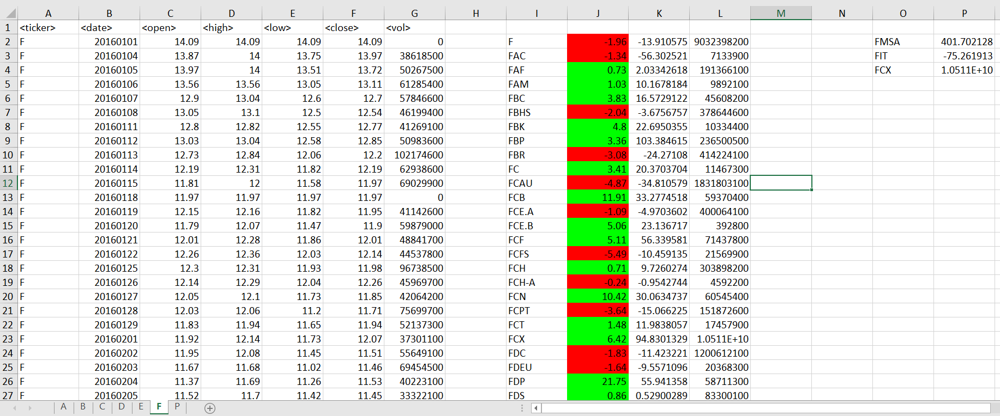 A B C D E F G H I J K L M N O P
1 <ticker> <date> <open> <high> <low> <close> <vol>
2 F 20160101 14.09 14.09 14.09 14.09 0 F -1.96 -13.910575 9032398200 FMSA 401.702128
3 F 20160104 13.87 14 13.75 13.97 38618500 FAC -1.34 -56.302521 7133900 FIT -75.261913
4 F 20160105 13.97 14 13.51 13.72 50267500 FAF 0.73 2.03342618 191366100 FCX 1.0511E+10
5 F 20160106 13.56 13.56 13.05 13.11 61285400 FAM 1.03 10.1678184 9892100
6 F 20160107 12.9 13.04 12.6 12.7 57846600 FBC 3.83 16.5729122 45608200
7 F 20160108 13.05 13.1 12.5 12.54 46199400 FBHS -2.04 -3.6756757 378644600
8 F 20160111 12.8 12.82 12.55 12.77 41269100 FBK 4.8 22.6950355 10334400
9 F 20160112 13.03 13.04 12.58 12.85 50983600 FBP 3.36 103.384615 236500500
10 F 20160113 12.73 12.84 12.06 12.2 102174600 FBR -3.08 -24.27108 414224100
11 F 20160114 12.19 12.31 11.82 12.19 62938600 FC 3.41 20.3703704 11467300
12 F 20160115 11.81 12 11.58 11.97 69029900 FCAU -4.87 -34.810579 1831803100
13 F 20160118 11.97 11.97 11.97 11.97 0 FCB 11.91 33.2774518 59370400
14 F 20160119 12.15 12.16 11.82 11.95 41142600 FCE.A -1.09 -4.9703602 400064100
15 F 20160120 11.79 12.07 11.47 11.9 59879000 FCE.B 5.06 23.136717 392800
16 F 20160121 12.01 12.28 11.86 12.01 48841700 FCF 5.11 56.339581 71437800
17 F 20160122 12.26 12.36 12.03 12.14 44537800 FCFS -5.49 -10.459135 21569900
18 F 20160125 12.3 12.31 11.93 11.98 96738500 FCH 0.71 9.7260274 303898200
19 F 20160126 12.14 12.29 12.04 12.26 45969700 FCH-A -0.24 -0.9542744 4592200
20 F 20160127 12.05 12.1 11.73 11.85 42064200 FCN 10.42 30.0634737 60545400
21 F 20160128 12.03 12.06 11.2 11.71 75699700 FCPT -3.64 -15.066225 151872600
22 F 20160129 11.83 11.94 11.65 11.94 52137300 FCT 1.48 11.9838057 17457900
23 F 20160201 11.92 12.14 11.73 12.07 37301100 FCX 6.42 94.8301329 1.0511E+10
24 F 20160202 11.95 12.08 11.45 11.51 55649100 FDC -1.83 -11.423221 1200612100
25 F 20160203 11.67 11.68 11.02 11.46 69454500 FDEU -1.64 -9.5571096 20368300
26 F 20160204 11.37 11.69 11.26 11.53 40223100 FDP 21.75 55.941358 58711300
27 F 20160205 11.52 11.7 11.42 11.45 33322100 FDS 0.86 0.52900289 83300100
A B C D E F P